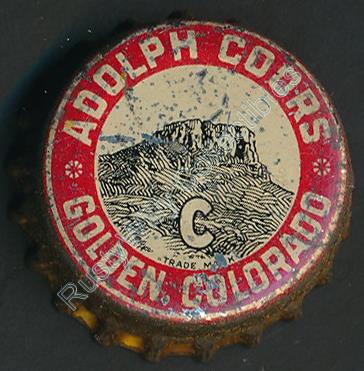 ADOLPH COORS
C
TRADE MARK
GOLDEN, COLORADO